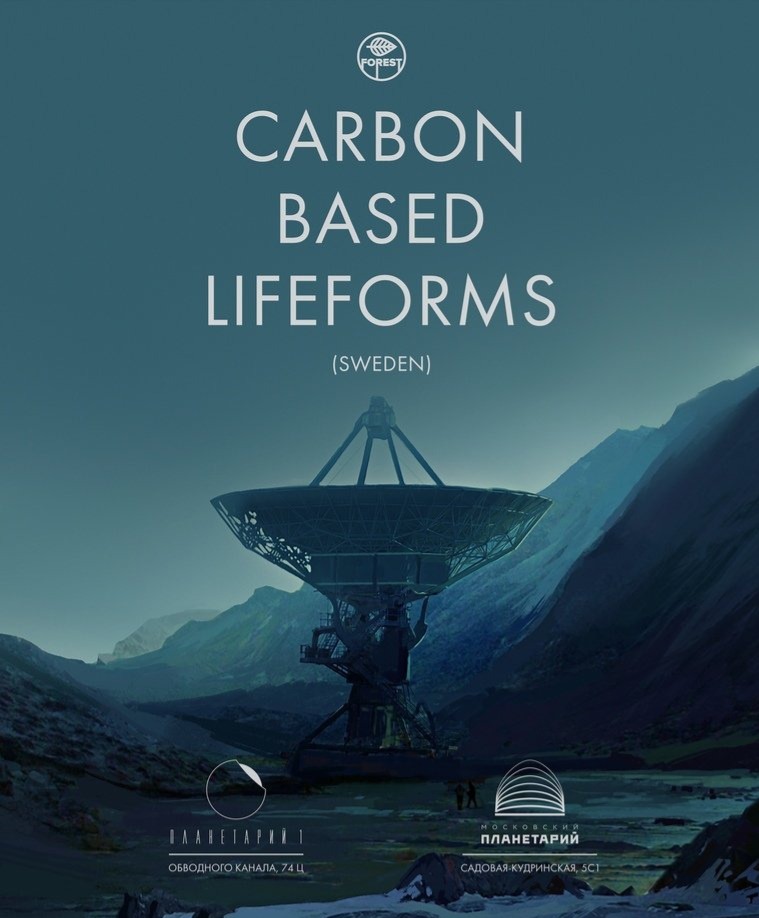 FOREST
CARBON
BASED
LIFEFORMS
(SWEDEN)
ПЛАНЕТАРИЙ 1
ОБВОДНОГО КАНАЛА, 74 Ц
МОСКОВСКИЙ
ПЛАНЕТАРИЙ
САДОВАЯ-КУДРИНСКАЯ, 5С1